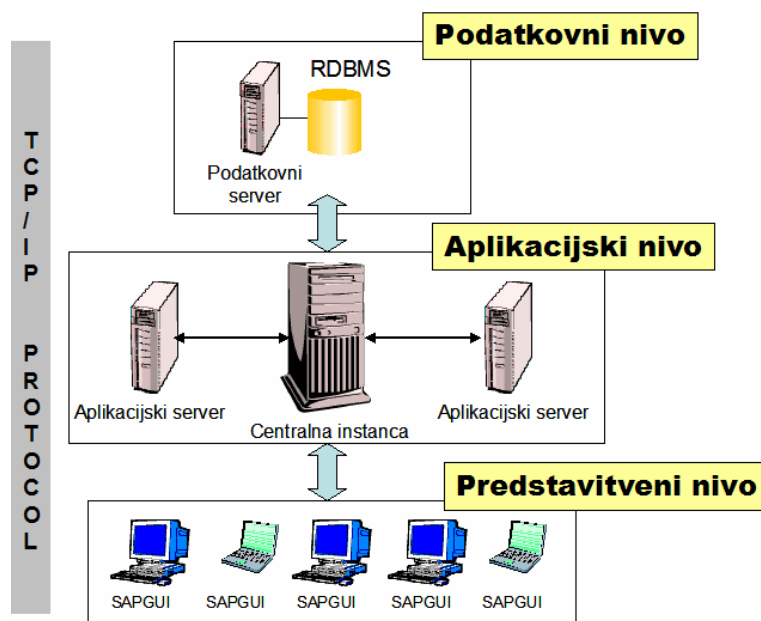 Podatkovni nivo
RDBMS
Podatkovni
server
Aplikacijski nivo
Aplikacijski server
Centralna instanca
Aplikacijski server
Predstavitveni nivo
SAPGUI SAPGUI SAPGUI SAPGUI SAPGUI
TCP/IP PROTOCOL